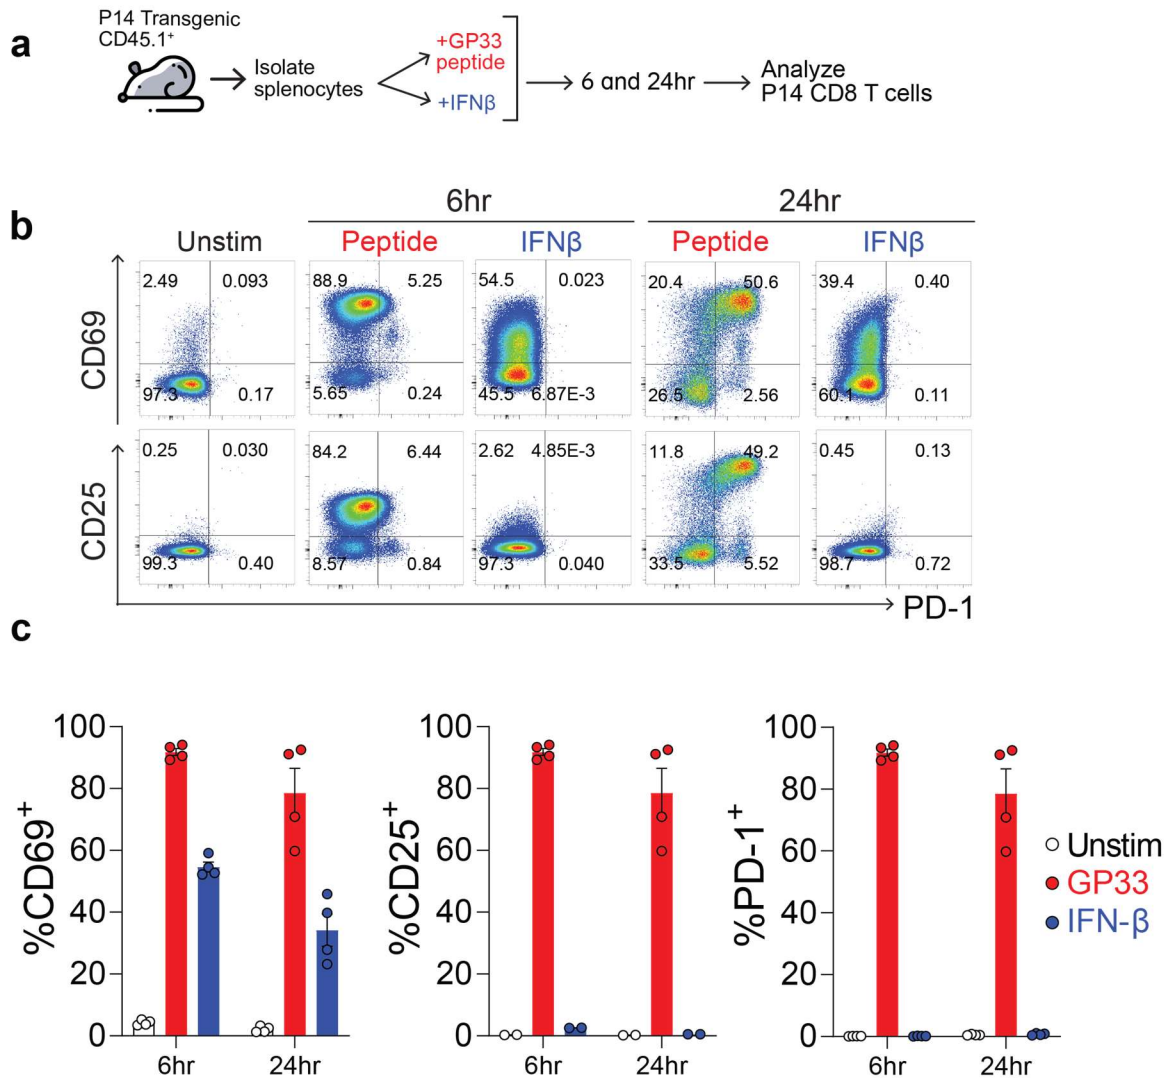 a
P14 Transgenic
CD45.1⁺
Isolate
splenocytes
+GP33
peptide
+IFNβ
6 and 24hr
Analyze
P14 CD8 T cells
b
6hr
24hr
Unstim
Peptide
IFNβ
Peptide
IFNβ
CD69
2.49
0.093
97.3
0.17
88.9
5.25
5.65
0.24
54.5
0.023
45.5
6.87E-3
20.4
50.6
26.5
2.56
39.4
0.40
60.1
0.11
CD25
0.25
0.030
99.3
0.40
84.2
6.44
8.57
0.84
2.62
4.85E-3
97.3
0.040
11.8
49.2
33.5
5.52
0.45
0.13
98.7
0.72
PD-1
c
%CD69⁺
100
80
60
40
20
0
6hr
24hr
%CD25⁺
100
80
60
40
20
0
6hr
24hr
%PD-1⁺
100
80
60
40
20
0
6hr
24hr
Unstim
GP33
IFN-β